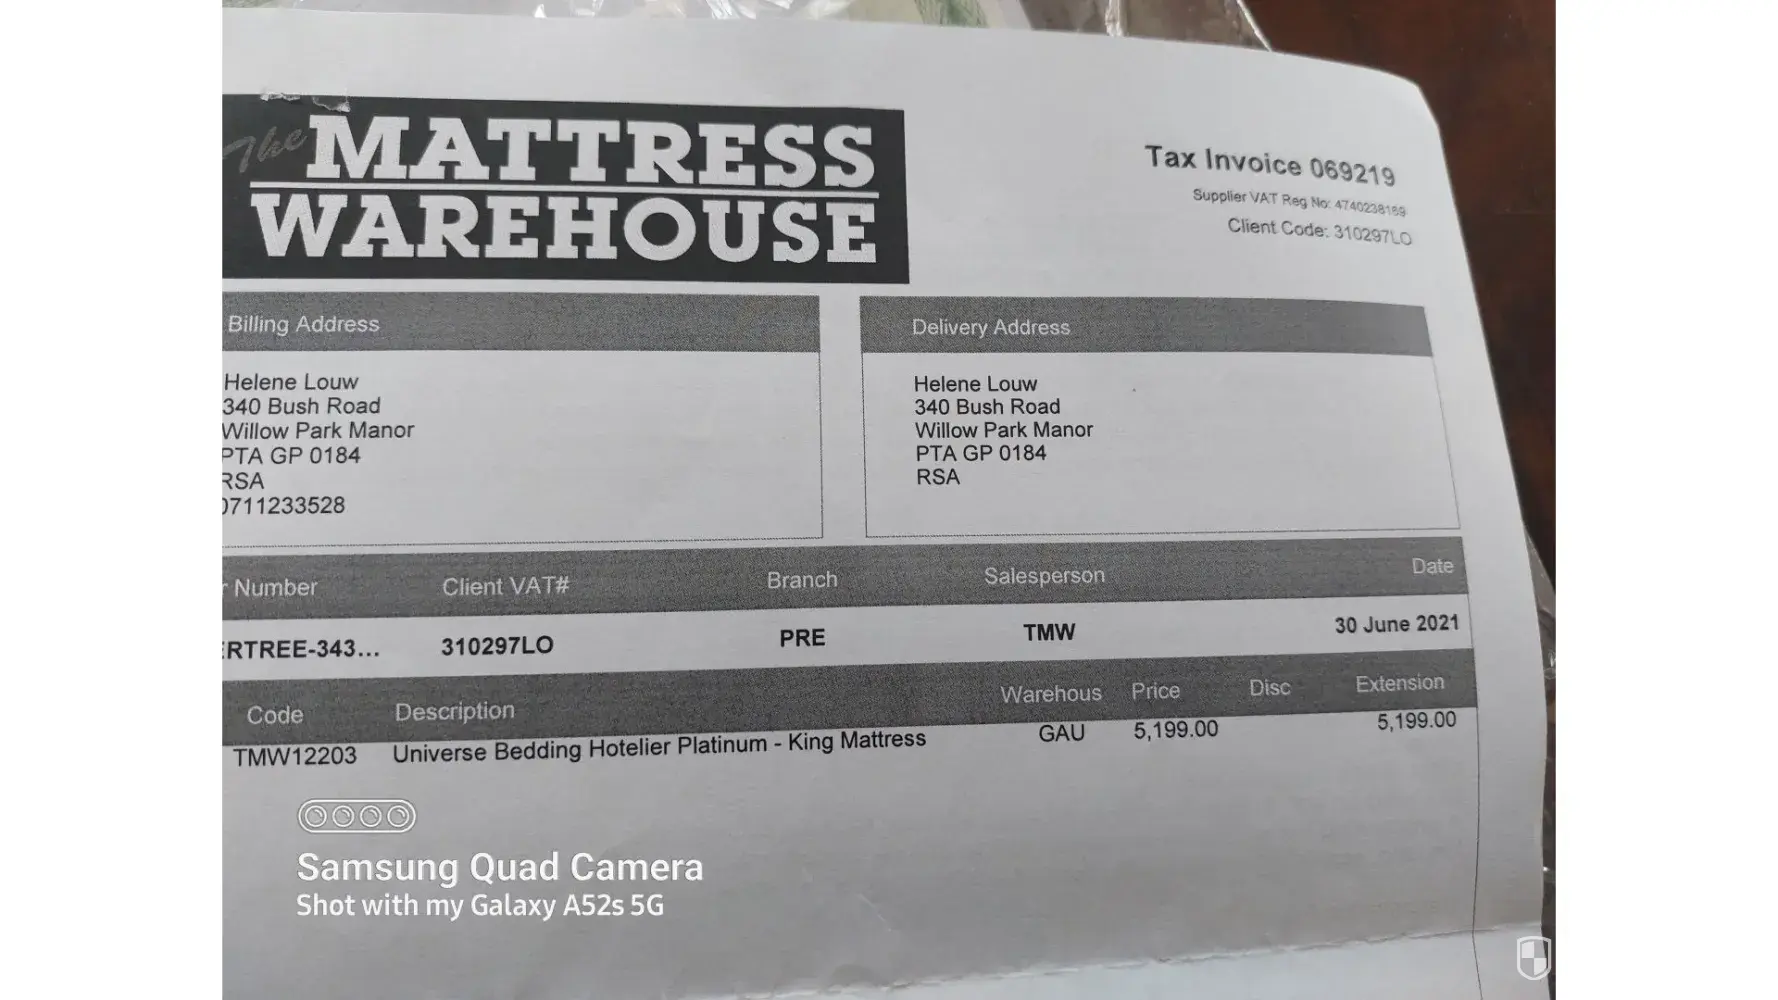 The MATTRESS
WAREHOUSE
Tax Invoice 069219
Supplier VAT Reg No: 4740238169
Client Code: 310297LO
Billing Address
Helene Louw
340 Bush Road
Willow Park Manor
PTA GP 0184
RSA
0711233528
Delivery Address
Helene Louw
340 Bush Road
Willow Park Manor
PTA GP 0184
RSA
r Number Client VAT# Branch Salesperson Date
ERTREE-343... 310297LO PRE TMW 30 June 2021
Code Description Warehous Price Disc Extension
TMW12203 Universe Bedding Hotelier Platinum - King Mattress GAU 5,199.00 5,199.00
Samsung Quad Camera
Shot with my Galaxy A52s 5G